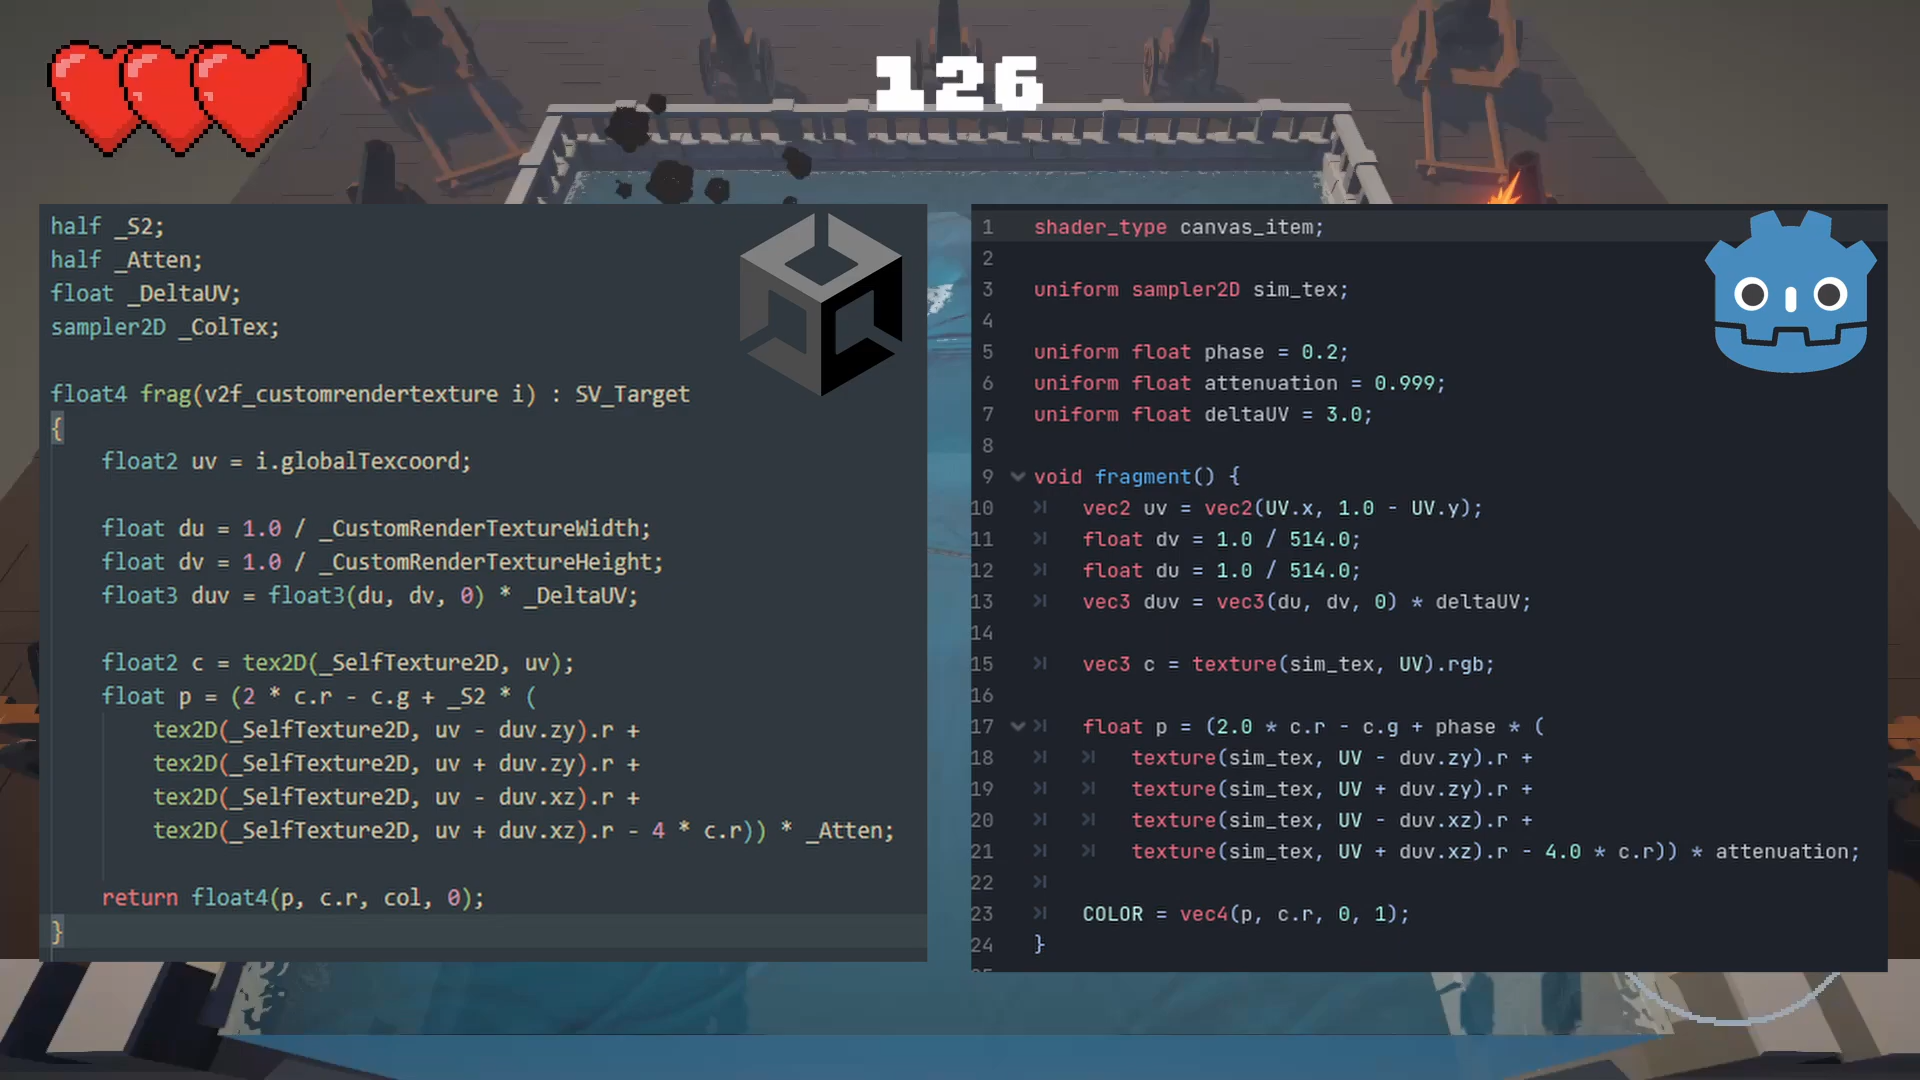 126
half _S2;
half _Atten;
float _DeltaUV;
sampler2D _ColTex;
float4 frag(v2f_customrendertexture i) : SV_Target
{
float2 uv = i.globalTexcoord;
float du = 1.0 / _CustomRenderTextureWidth;
float dv = 1.0 / _CustomRenderTextureHeight;
float3 duv = float3(du, dv, 0) * _DeltaUV;
float2 c = tex2D(_SelfTexture2D, uv);
float p = (2 * c.r - c.g + _S2 * (
tex2D(_SelfTexture2D, uv - duv.zy).r +
tex2D(_SelfTexture2D, uv + duv.zy).r +
tex2D(_SelfTexture2D, uv - duv.xz).r +
tex2D(_SelfTexture2D, uv + duv.xz).r - 4 * c.r)) * _Atten;
return float4(p, c.r, col, 0);
}
1 shader_type canvas_item;
2
3 uniform sampler2D sim_tex;
4
5 uniform float phase = 0.2;
6 uniform float attenuation = 0.999;
7 uniform float deltaUV = 3.0;
8
9 void fragment() {
10 vec2 uv = vec2(UV.x, 1.0 - UV.y);
11 float dv = 1.0 / 514.0;
12 float du = 1.0 / 514.0;
13 vec3 duv = vec3(du, dv, 0) * deltaUV;
14
15 vec3 c = texture(sim_tex, UV).rgb;
16
17 float p = (2.0 * c.r - c.g + phase * (
18 texture(sim_tex, UV - duv.zy).r +
19 texture(sim_tex, UV + duv.zy).r +
20 texture(sim_tex, UV - duv.xz).r +
21 texture(sim_tex, UV + duv.xz).r - 4.0 * c.r)) * attenuation;
22
23 COLOR = vec4(p, c.r, 0, 1);
24 }